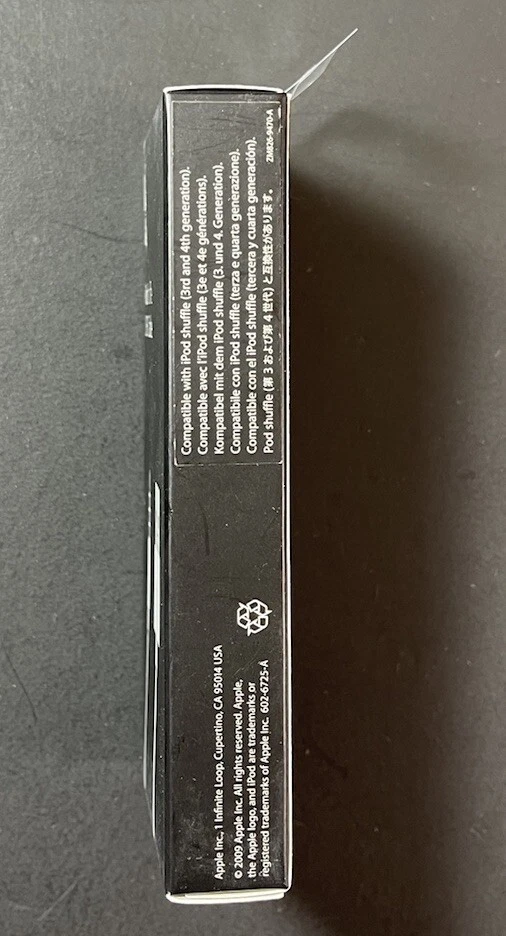 Compatible with iPod shuffle (3rd and 4th generation).
Compatible avec l'iPod shuffle (3e et 4e générations).
Kompatibel mit dem iPod shuffle (3. und 4. Generation).
Compatibile con iPod shuffle (terza e quarta generazione).
Compatible con el iPod shuffle (tercera y cuarta generación).
Pod shuffle (第 3 および第 4 世代) と互換性があります。
ZM826-9470-A
Apple Inc., 1 Infinite Loop, Cupertino, CA 95014 USA
© 2009 Apple Inc. All rights reserved. Apple,
the Apple logo, and iPod are trademarks or
registered trademarks of Apple Inc. 602-6725-A